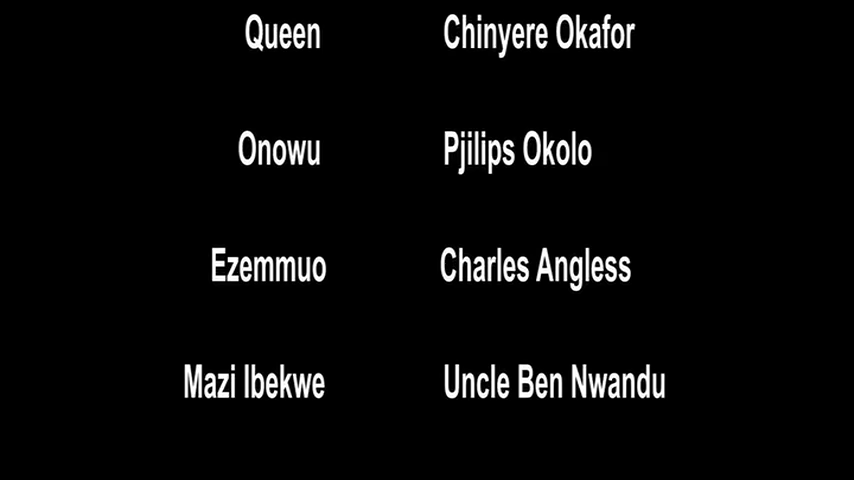 Queen Chinyere Okafor
Onowu Pjilips Okolo
Ezemmuo Charles Angless
Mazi Ibekwe Uncle Ben Nwandu